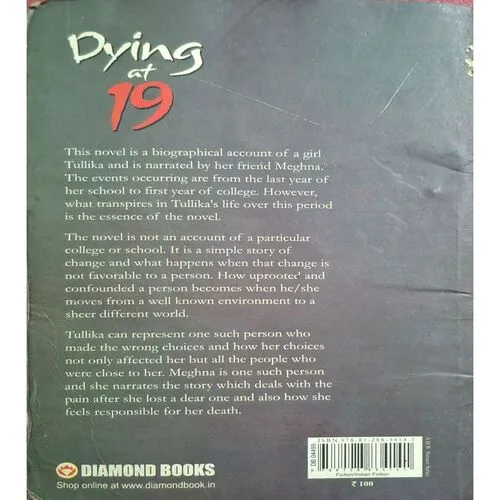 Dying
at
19
This novel is a biographical account of a girl
Tullika and is narrated by her friend Meghna.
The events occurring are from the last year of
her school to first year of college. However,
what transpires in Tullika's life over this period
is the essence of the novel.
The novel is not an account of a particular
college or school. It is a simple story of
change and what happens when that change is
not favorable to a person. How uprooted and
confounded a person becomes when he/she
moves from a well known environment to a
sheer different world.
Tullika can represent one such person who
made the wrong choices and how her choices
not only affected her but all the people who
were close to her. Meghna is one such person
and she narrates the story which deals with the
pain after she lost a dear one and also how she
feels responsible for her death.
DIAMOND BOOKS
Shop online at www.diamondbook.in
Fiction/Indian Fiction
₹ 100